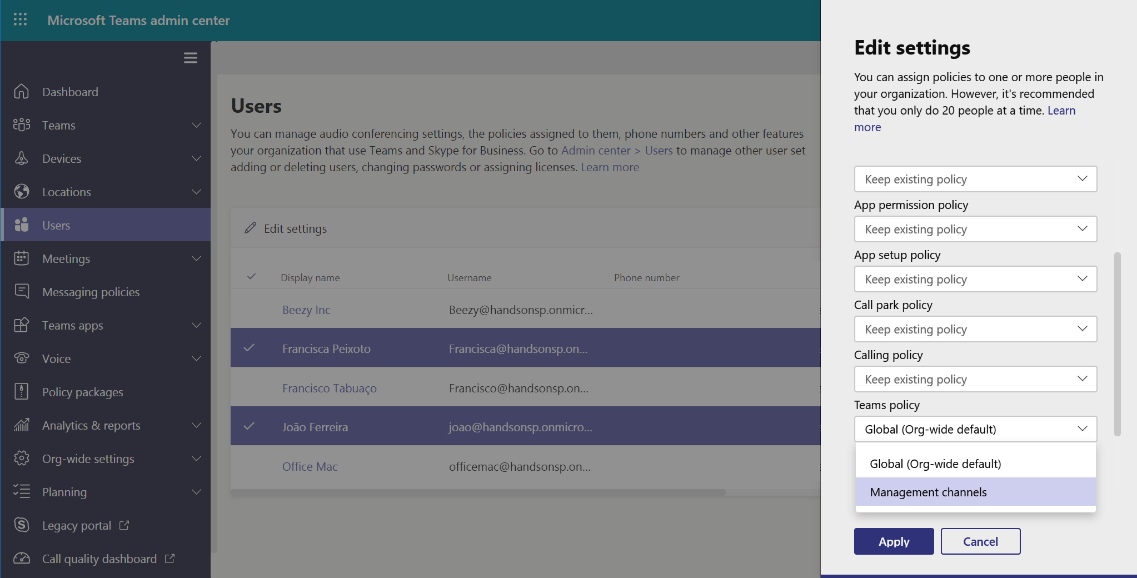 Microsoft Teams admin center
Dashboard
Teams
Devices
Locations
Users
Meetings
Messaging policies
Teams apps
Voice
Policy packages
Analytics & reports
Org-wide settings
Planning
Legacy portal
Call quality dashboard
Users
You can manage audio conferencing settings, the policies assigned to them, phone numbers and other features
your organization that use Teams and Skype for Business. Go to Admin center > Users to manage other user set
adding or deleting users, changing passwords or assigning licenses. Learn more
Edit settings
Display name Username Phone number
Beezy Inc Beezy@handsonsp.onmicr...
Francisca Peixoto Francisca@handsonsp.on...
Francisco Tabuaço Francisco@handsonsp.on...
João Ferreira joao@handsonsp.onmicro...
Office Mac officemac@handsonsp.on...
Edit settings
You can assign policies to one or more people in
your organization. However, it's recommended
that you only do 20 people at a time. Learn
more
Keep existing policy
App permission policy
Keep existing policy
App setup policy
Keep existing policy
Call park policy
Keep existing policy
Calling policy
Keep existing policy
Teams policy
Global (Org-wide default)
Global (Org-wide default)
Management channels
Apply Cancel